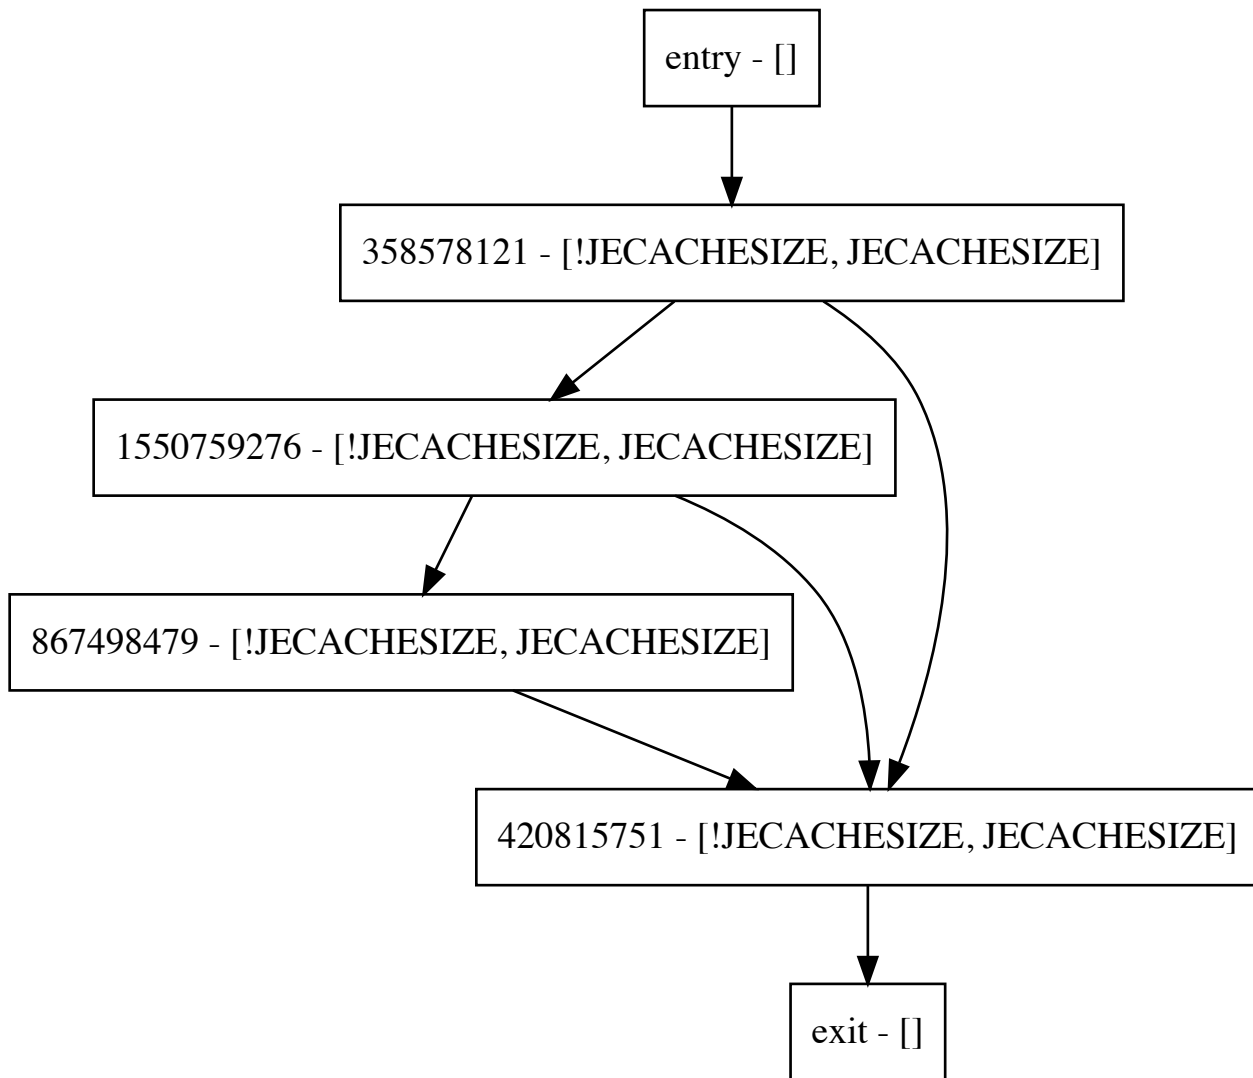 entry - []
358578121 - [!JECACHESIZE, JECACHESIZE]
1550759276 - [!JECACHESIZE, JECACHESIZE]
867498479 - [!JECACHESIZE, JECACHESIZE]
420815751 - [!JECACHESIZE, JECACHESIZE]
exit - []